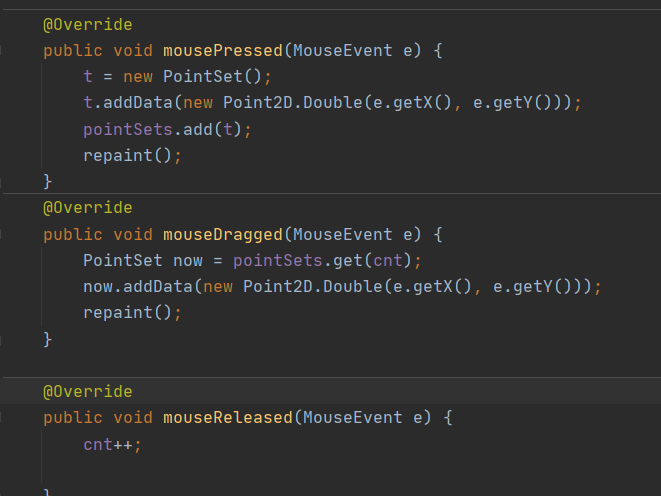 @Override
public void mousePressed(MouseEvent e) {
t = new PointSet();
t.addData(new Point2D.Double(e.getX(), e.getY()));
pointSets.add(t);
repaint();
}
@Override
public void mouseDragged(MouseEvent e) {
PointSet now = pointSets.get(cnt);
now.addData(new Point2D.Double(e.getX(), e.getY()));
repaint();
}
@Override
public void mouseReleased(MouseEvent e) {
cnt++;
}